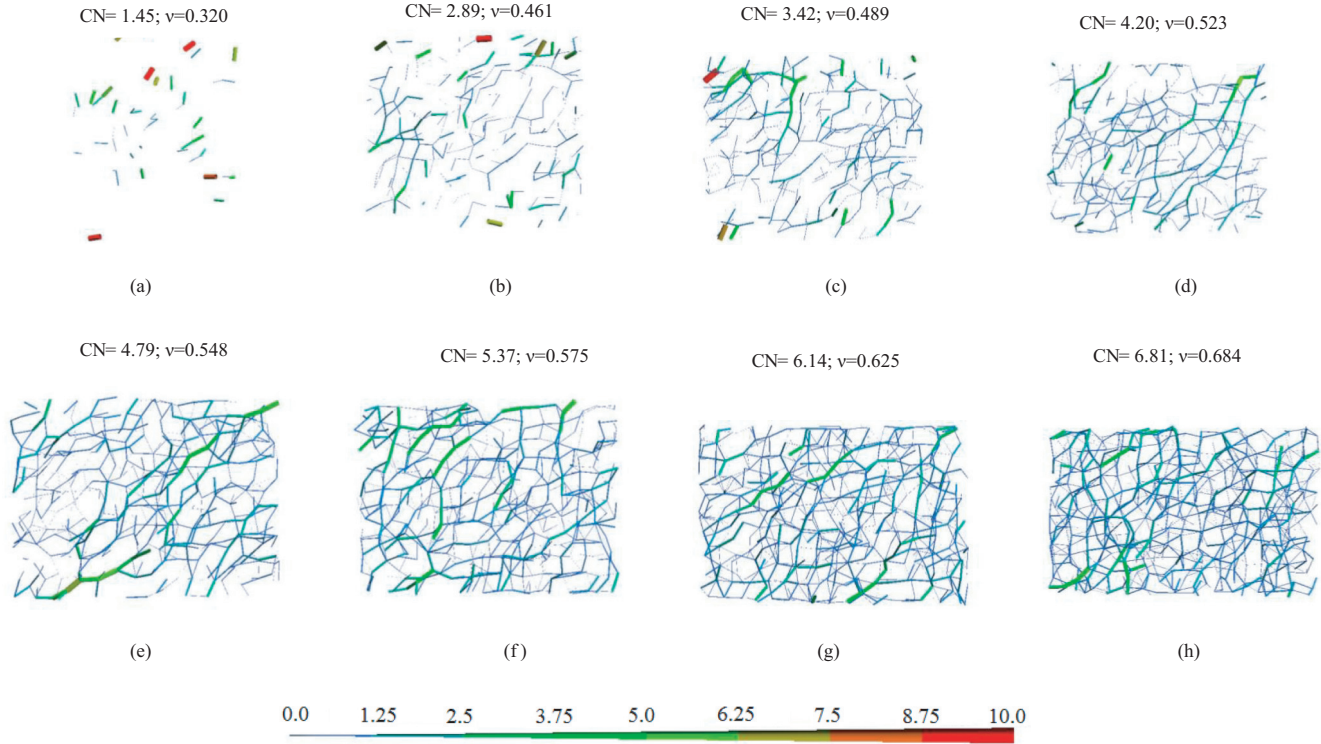 CN= 1.45; ν=0.320
CN= 2.89; ν=0.461
CN= 3.42; ν=0.489
CN= 4.20; ν=0.523
(a)
(b)
(c)
(d)
CN= 4.79; ν=0.548
CN= 5.37; ν=0.575
CN= 6.14; ν=0.625
CN= 6.81; ν=0.684
(e)
(f)
(g)
(h)
0.0 1.25 2.5 3.75 5.0 6.25 7.5 8.75 10.0